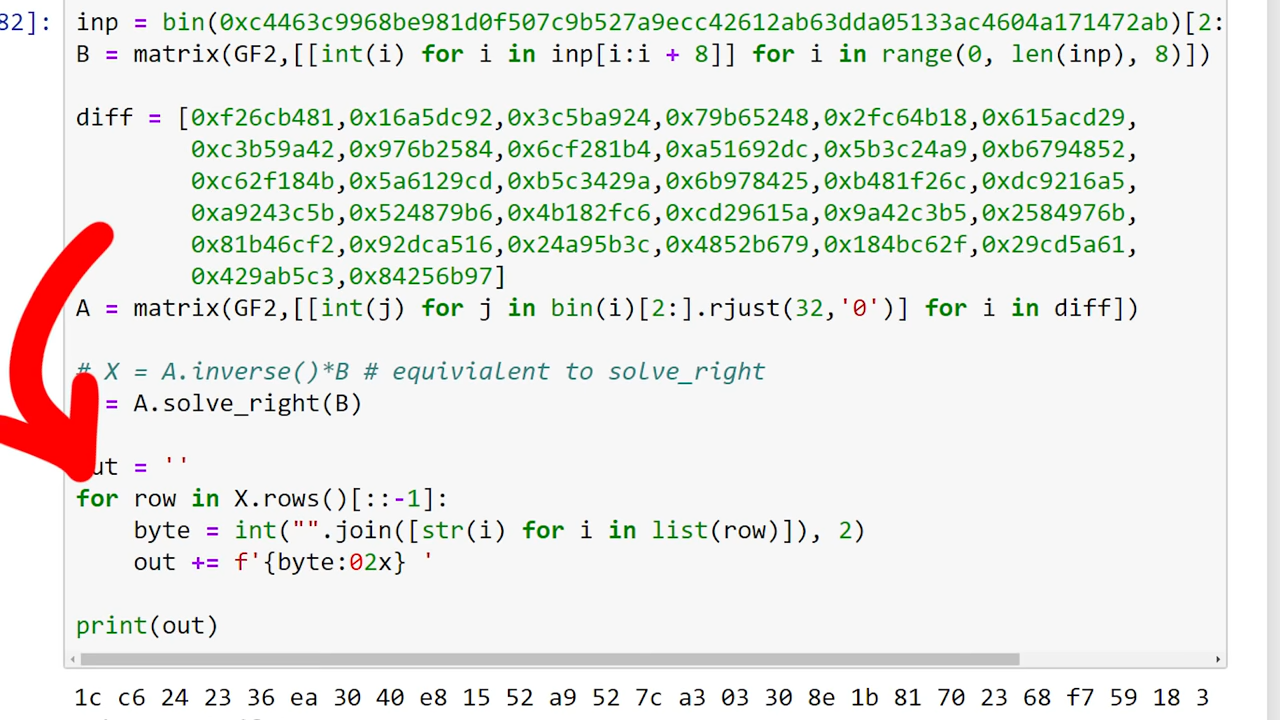 82]:
inp = bin(0xc4463c9968be981d0f507c9b527a9ecc42612ab63dda05133ac4604a171472ab)[2:
B = matrix(GF2,[[int(i) for i in inp[i:i + 8]] for i in range(0, len(inp), 8)])
diff = [0xf26cb481,0x16a5dc92,0x3c5ba924,0x79b65248,0x2fc64b18,0x615acd29,
0xc3b59a42,0x976b2584,0x6cf281b4,0xa51692dc,0x5b3c24a9,0xb6794852,
0xc62f184b,0x5a6129cd,0xb5c3429a,0x6b978425,0xb481f26c,0xdc9216a5,
0xa9243c5b,0x524879b6,0x4b182fc6,0xcd29615a,0x9a42c3b5,0x2584976b,
0x81b46cf2,0x92dca516,0x24a95b3c,0x4852b679,0x184bc62f,0x29cd5a61,
0x429ab5c3,0x84256b97]
A = matrix(GF2,[[int(j) for j in bin(i)[2:].rjust(32,'0')] for i in diff])
# X = A.inverse()*B # equivialent to solve_right
= A.solve_right(B)
ut = ''
for row in X.rows()[::-1]:
byte = int("".join([str(i) for i in list(row)]), 2)
out += f'{byte:02x} '
print(out)
1c c6 24 23 36 ea 30 40 e8 15 52 a9 52 7c a3 03 30 8e 1b 81 70 23 68 f7 59 18 3